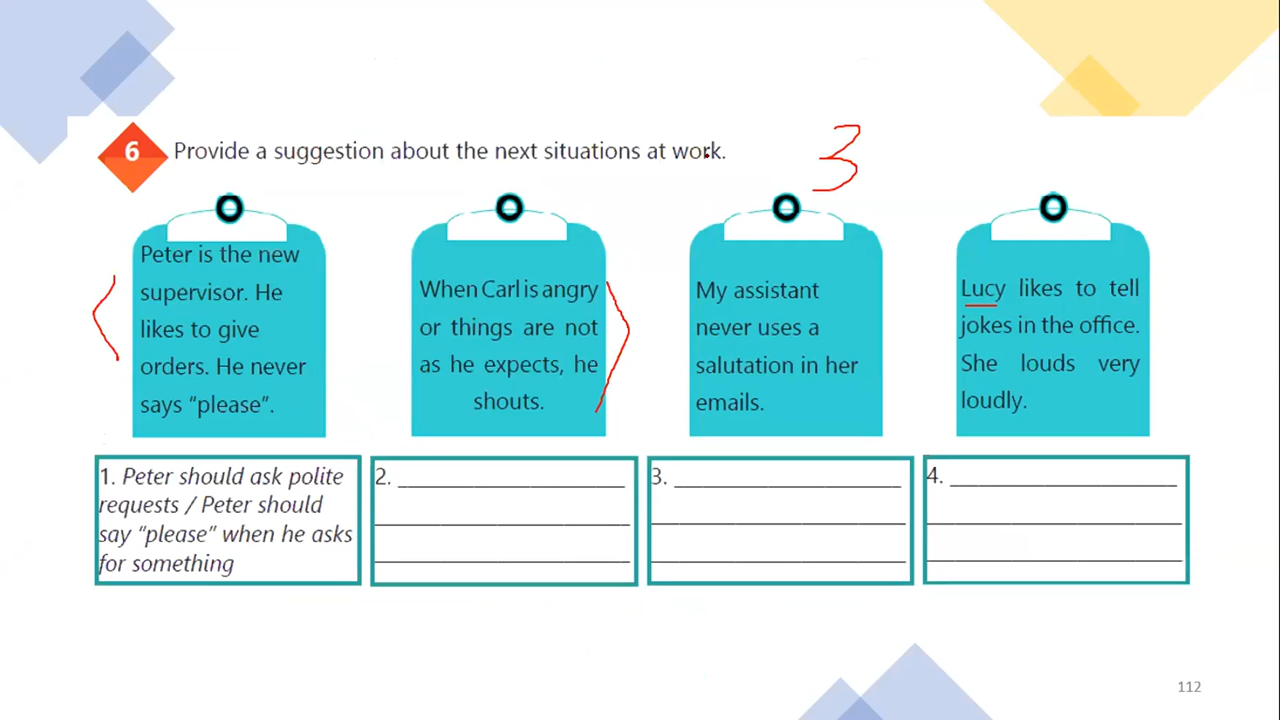 6 Provide a suggestion about the next situations at work.
3
Peter is the new
supervisor. He
likes to give
orders. He never
says “please”.
When Carl is angry
or things are not
as he expects, he
shouts.
My assistant
never uses a
salutation in her
emails.
Lucy likes to tell
jokes in the office.
She louds very
loudly.
1. Peter should ask polite
requests / Peter should
say “please” when he asks
for something
2.
3.
4.
112